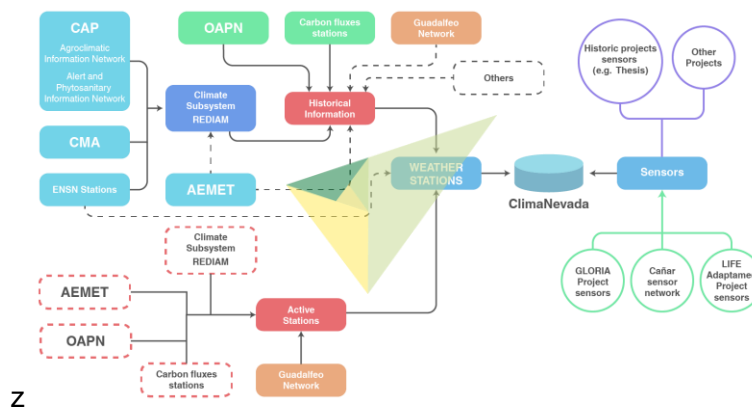 CAP
Agroclimatic
Information Network
Alert and
Phytosanitary
Information Network
CMA
ENSN Stations
Climate
Subsystem
REDIAM
AEMET
OAPN
Carbon fluxes
stations
Guadalfeo
Network
Others
Historical
Information
WEATHER
STATIONS
ClimaNevada
Sensors
Historic projects
sensors
(e.g. Thesis)
Other
Projects
GLORIA
Project
sensors
Cañar
sensor
network
LIFE
Adaptamed
Project
sensors
Climate
Subsystem
REDIAM
AEMET
OAPN
Carbon fluxes
stations
Active
Stations
Guadalfeo
Network
Z